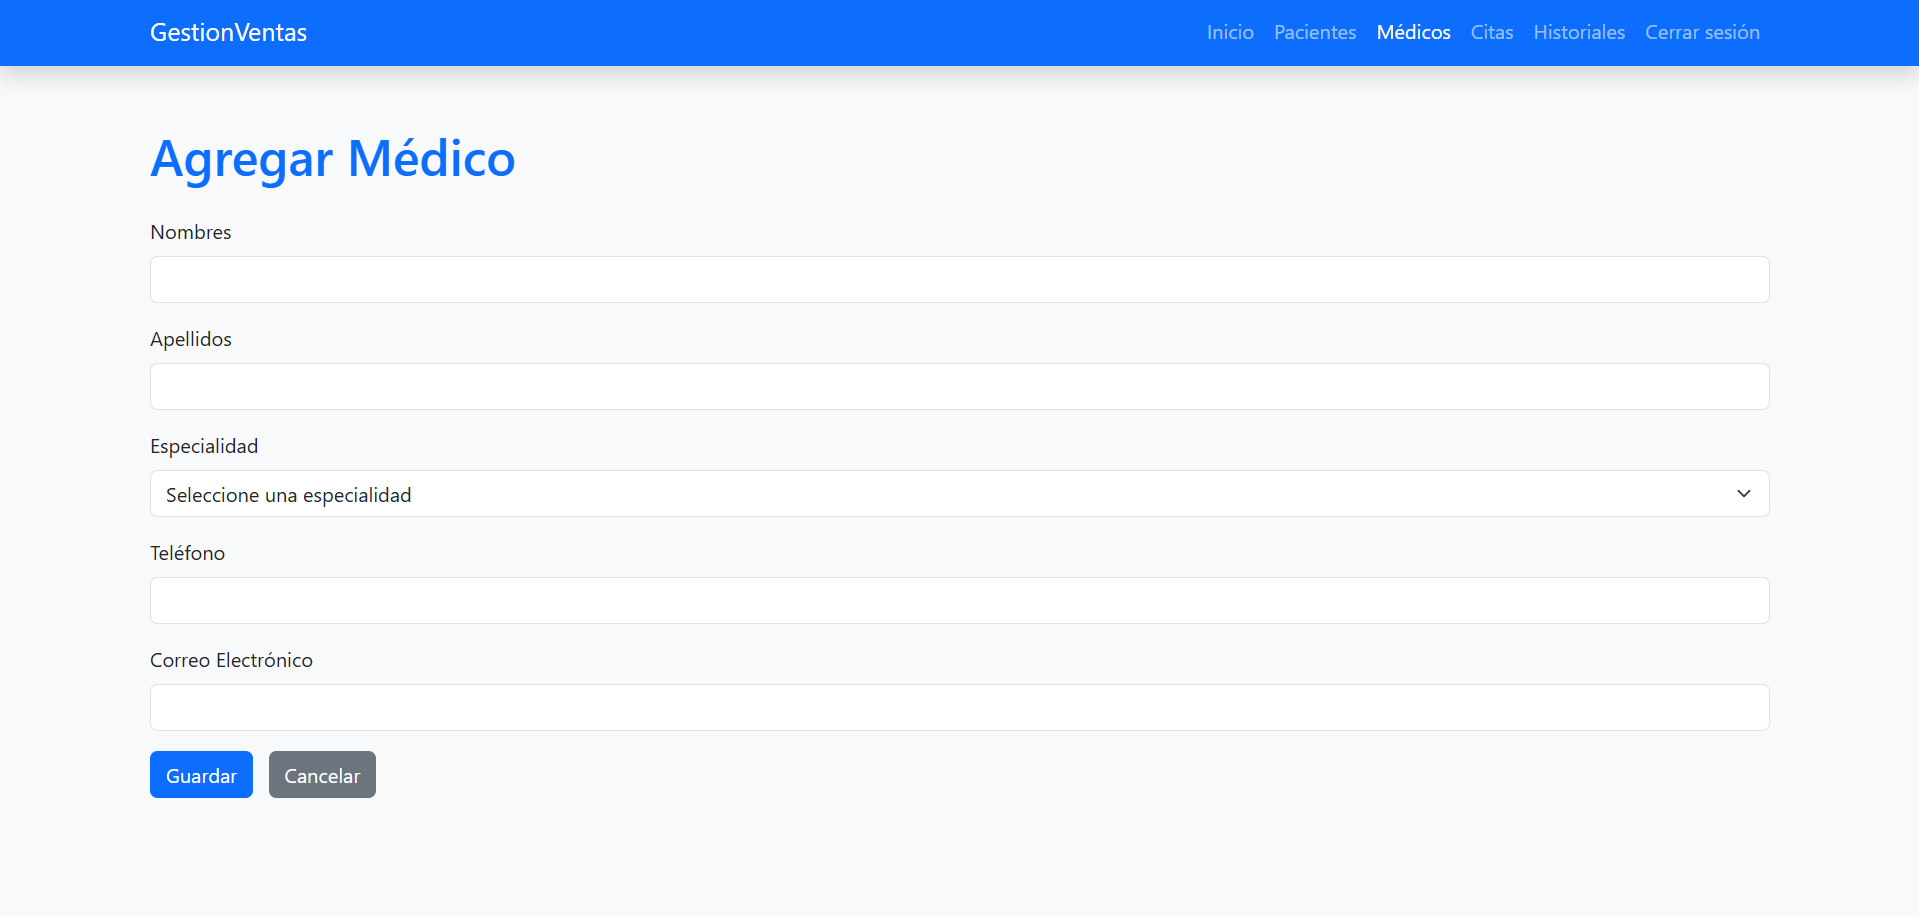 GestionVentas Inicio Pacientes Médicos Citas Historiales Cerrar sesión
Agregar Médico
Nombres
Apellidos
Especialidad
Seleccione una especialidad
Teléfono
Correo Electrónico
Guardar Cancelar